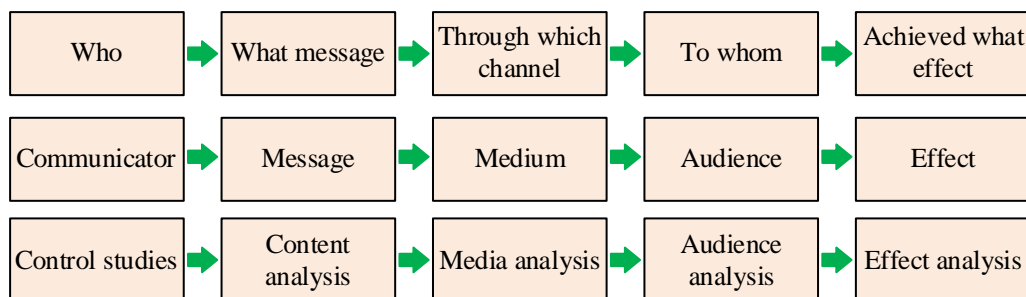 Who
What message
Through which
channel
To whom
Achieved what
effect
Communicator
Message
Medium
Audience
Effect
Control studies
Content
analysis
Media analysis
Audience
analysis
Effect analysis